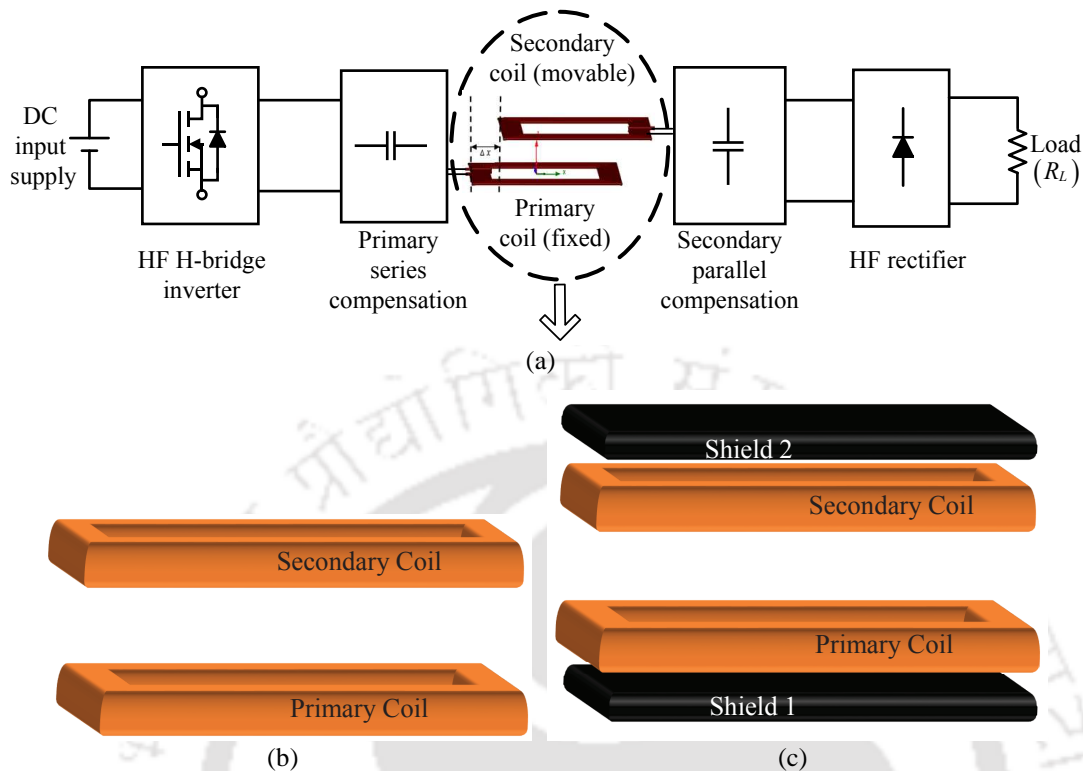 DC
input
supply
HF H-bridge
inverter
Primary
series
compensation
Secondary
coil (movable)
Δx
x
Primary
coil (fixed)
Secondary
parallel
compensation
HF rectifier
Load
(R_L)
(a)
Secondary Coil
Primary Coil
(b)
Shield 2
Secondary Coil
Primary Coil
Shield 1
(c)